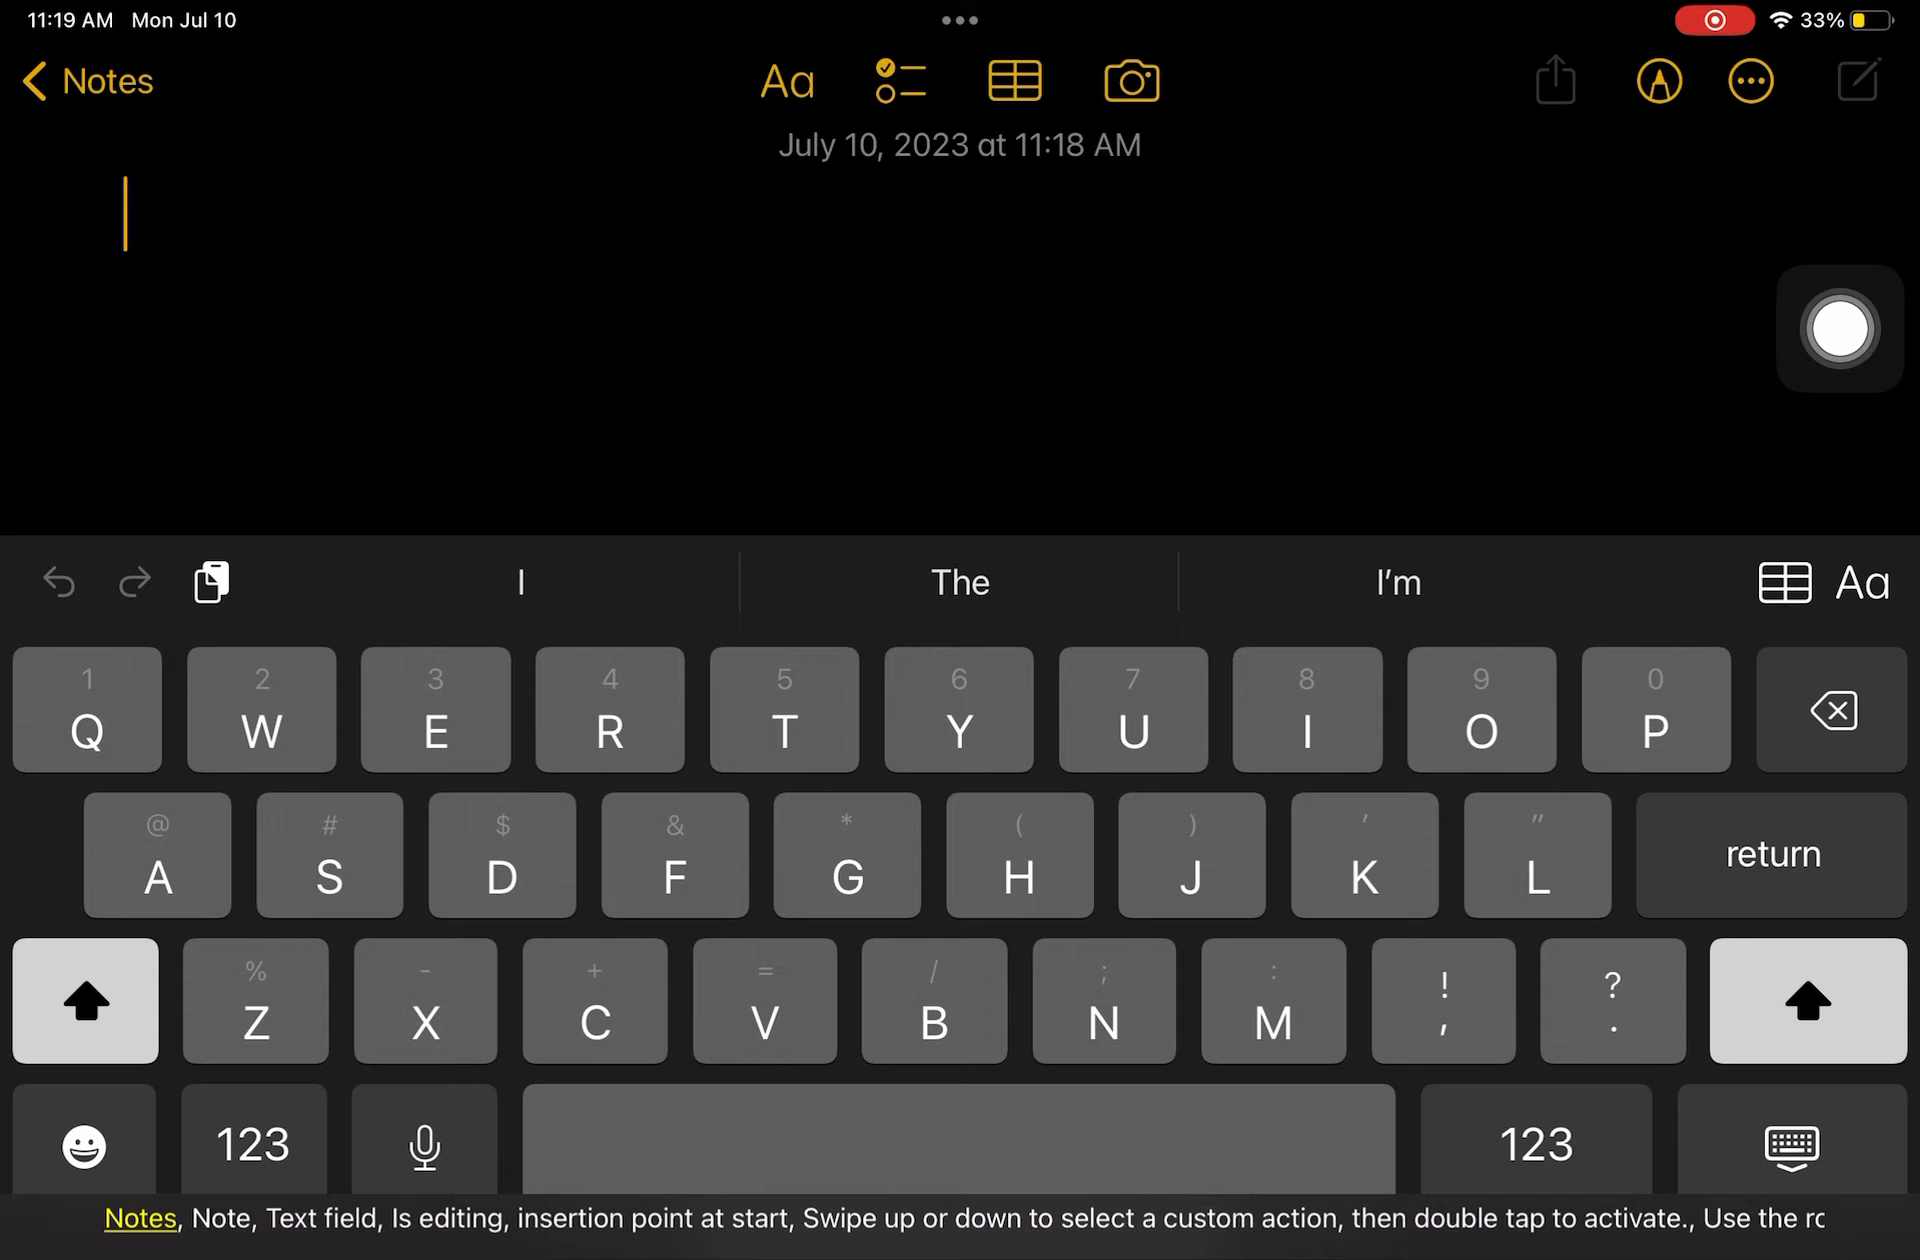 11:19 AM Mon Jul 10 33%
Notes Aa
July 10, 2023 at 11:18 AM
I The I'm Aa
1 2 3 4 5 6 7 8 9 0
Q W E R T Y U I O P
@ # $ & * ( ) ' "
A S D F G H J K L return
% - + = / ; : ! ?
Z X C V B N M , .
123 123
Notes, Note, Text field, Is editing, insertion point at start, Swipe up or down to select a custom action, then double tap to activate., Use the